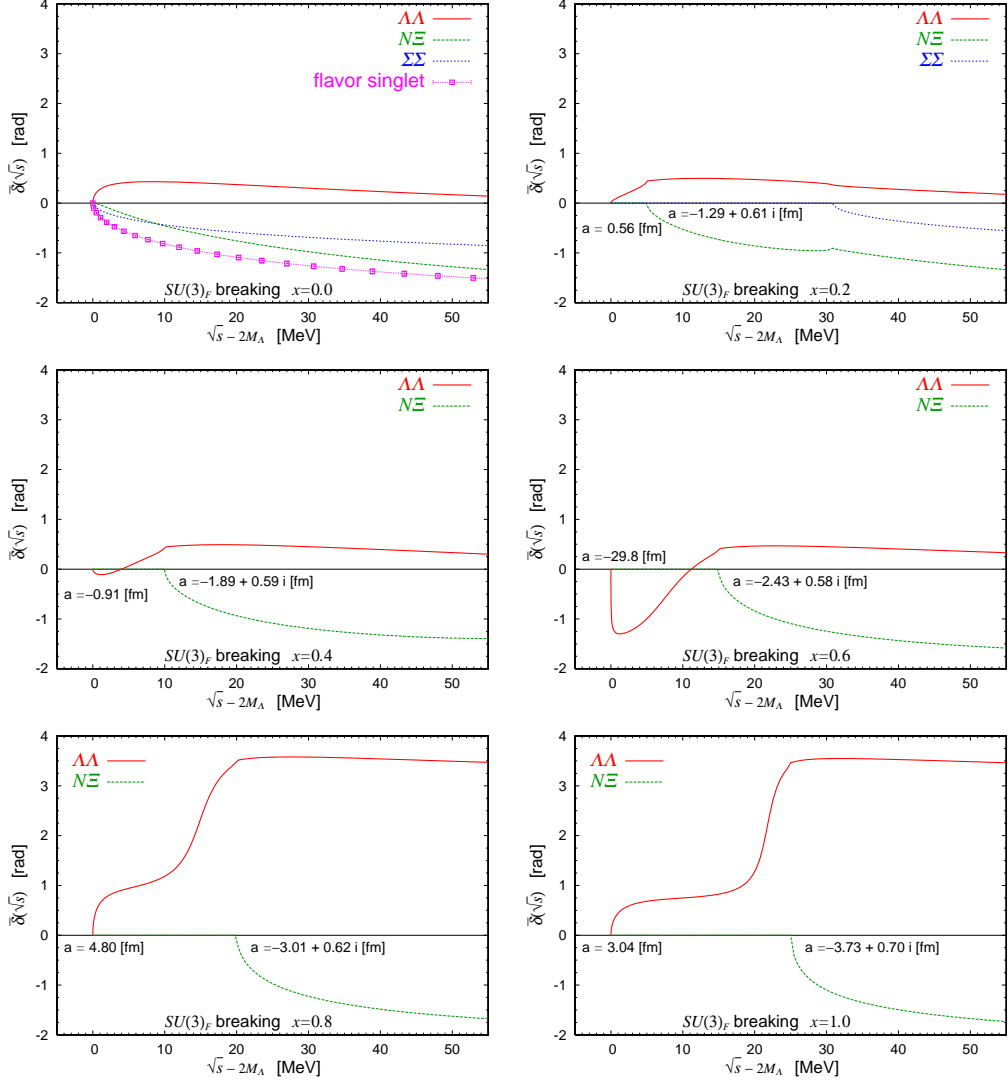 ΛΛ
NΞ
ΣΣ
flavor singlet
4
3
2
1
0
-1
-2
δ̅(√s) [rad]
SU(3)F breaking x=0.0
0 10 20 30 40 50
√s − 2MΛ [MeV]
ΛΛ
NΞ
ΣΣ
4
3
2
1
0
-1
-2
δ̅(√s) [rad]
a = 0.56 [fm]
a =−1.29 + 0.61 i [fm]
SU(3)F breaking x=0.2
0 10 20 30 40 50
√s − 2MΛ [MeV]
ΛΛ
NΞ
4
3
2
1
0
-1
-2
δ̅(√s) [rad]
a=−0.91 [fm]
a =−1.89 + 0.59 i [fm]
SU(3)F breaking x=0.4
0 10 20 30 40 50
√s − 2MΛ [MeV]
ΛΛ
NΞ
4
3
2
1
0
-1
-2
δ̅(√s) [rad]
a=−29.8 [fm]
a =−2.43 + 0.58 i [fm]
SU(3)F breaking x=0.6
0 10 20 30 40 50
√s − 2MΛ [MeV]
ΛΛ
NΞ
4
3
2
1
0
-1
-2
δ̅(√s) [rad]
a = 4.80 [fm]
a =−3.01 + 0.62 i [fm]
SU(3)F breaking x=0.8
0 10 20 30 40 50
√s − 2MΛ [MeV]
ΛΛ
NΞ
4
3
2
1
0
-1
-2
δ̅(√s) [rad]
a = 3.04 [fm]
a =−3.73 + 0.70 i [fm]
SU(3)F breaking x=1.0
0 10 20 30 40 50
√s − 2MΛ [MeV]